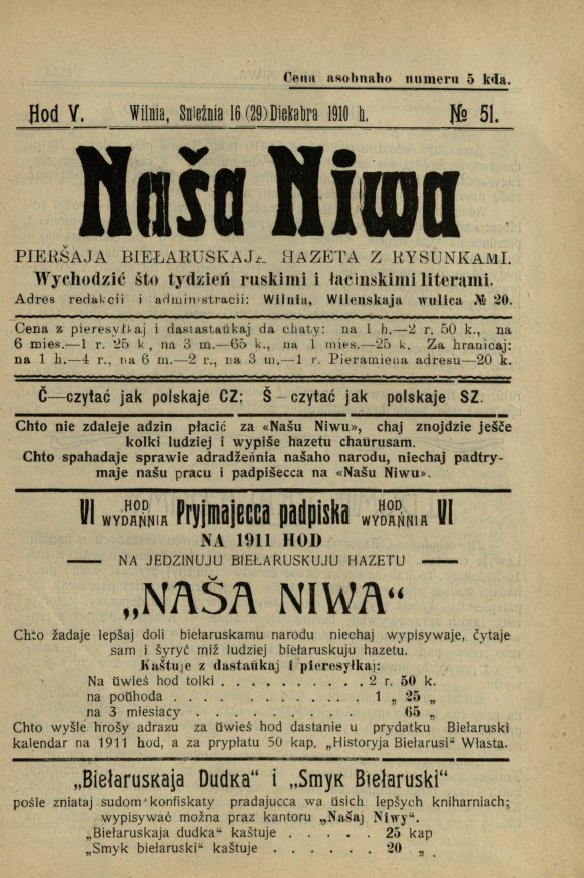 Cena asobnaho numeru 5 kda.
Hod V. Wilnia, Śnieżnia 16 (29) Diekabra 1910 h. № 51.
Naša Niwa
PIERŠAJA BIEŁARUSKAJA HAZETA Z RYSUNKAMI.
Wychodzić što tydzień ruskimi i łacinskimi literami.
Adres redakcii i administracii: Wilnia, Wilenskaja wulica № 20.
Cena z pieresyłkaj i dastastaŭkaj da chaty: na 1 h.—2 r. 50 k., na
6 mies.—1 r. 25 k, na 3 m.—65 k., na 1 mies.—25 k. Za hranicaj:
na 1 h.—4 r., na 6 m.—2 r., na 3 m.—1 r. Pieramiena adresu—20 k.
Č—czytać jak polskaje CZ; Š—czytać jak polskaje SZ.
Chto nie zdaleje adzin płacić za «Našu Niwu», chaj znojdzie ješče
kolki ludziej i wypiše hazetu chaŭrusam.
Chto spahadaje sprawie adradžeńnia našaho narodu, niechaj padtry-
maje našu pracu i padpišecca na «Našu Niwu».
VI HOD WYDAŃNIA Pryjmajecca padpiska HOD WYDAŃNIA VI
NA 1911 HOD
NA JEDZINUJU BIEŁARUSKUJU HAZETU
„NAŠA NIWA“
Chto žadaje lepšaj doli biełaruskamu narodu niechaj wypisywaje, čytaje
sam i šyryć miž ludziej biełaruskuju hazetu.
Kaštuje z dastaŭkaj i pieresyłkaj:
Na ŭwieś hod tolki . . . . . . . . . . 2 r. 50 k.
na poŭhoda . . . . . . . . . . . . 1 „ 25 „
na 3 miesiacy . . . . . . . . . . 65 „
Chto wyšle hrošy adrazu za ŭwieś hod dastanie u prydatku Biełaruski
kalendar na 1911 hod, a za prypłatu 50 kap. „Historyja Biełarusi“ Własta.
„Biełaruskaja Dudka“ i „Smyk Biełaruski“
pośle zniataj sudom konfiskaty pradajucca wa ŭsich lepšych kniharniach;
wypisywać možna praz kantoru „Našaj Niwy“.
„Biełaruskaja dudka“ kaštuje . . . . . 25 kap
„Smyk biełaruski“ kaštuje . . . . . . 20 „